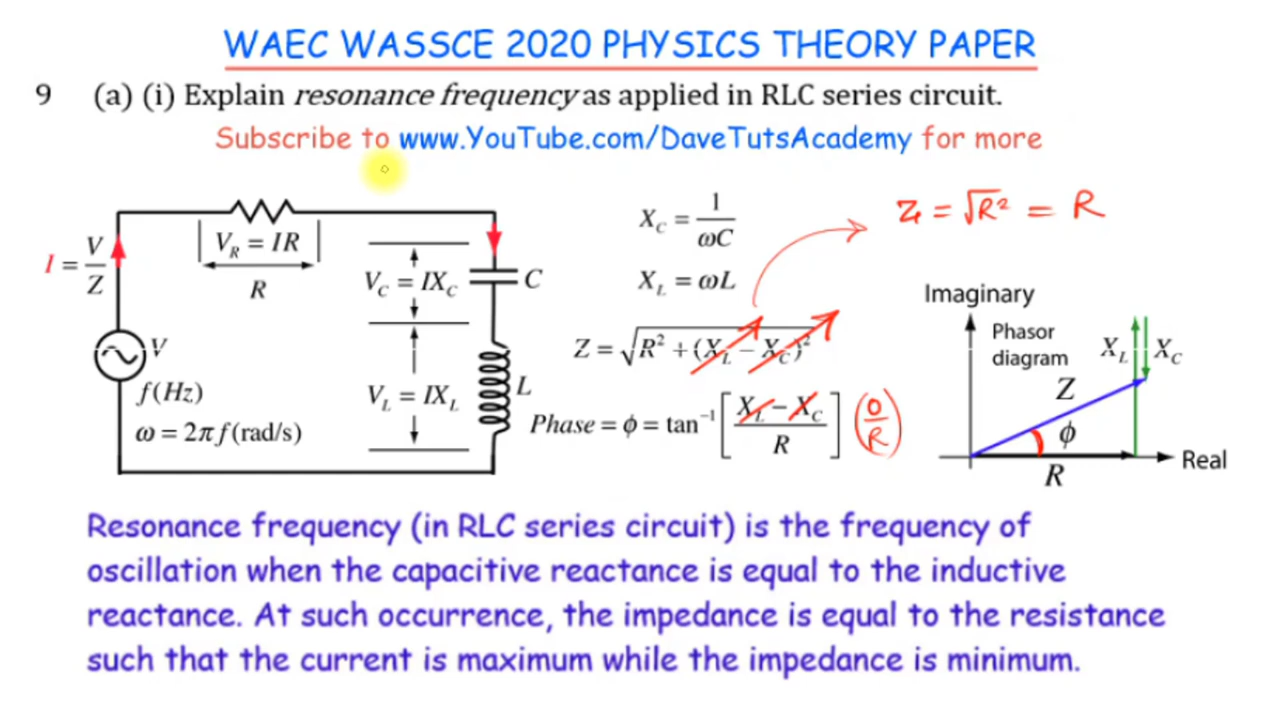 WAEC WASSCE 2020 PHYSICS THEORY PAPER
9 (a) (i) Explain resonance frequency as applied in RLC series circuit.
Subscribe to www.YouTube.com/DaveTutsAcademy for more
I = V/Z
V_R = IR
R
V_C = IX_C
C
V
f(Hz)
ω = 2πf(rad/s)
V_L = IX_L
L
X_C = 1/ωC
X_L = ωL
Z = √R² + (X_L − X_C)²
Phase = ϕ = tan⁻¹ [X_L − X_C / R] (0/R)
Z = √R² = R
Imaginary
Phasor
diagram
X_L X_C
Z
ϕ
Real
R
Resonance frequency (in RLC series circuit) is the frequency of
oscillation when the capacitive reactance is equal to the inductive
reactance. At such occurrence, the impedance is equal to the resistance
such that the current is maximum while the impedance is minimum.